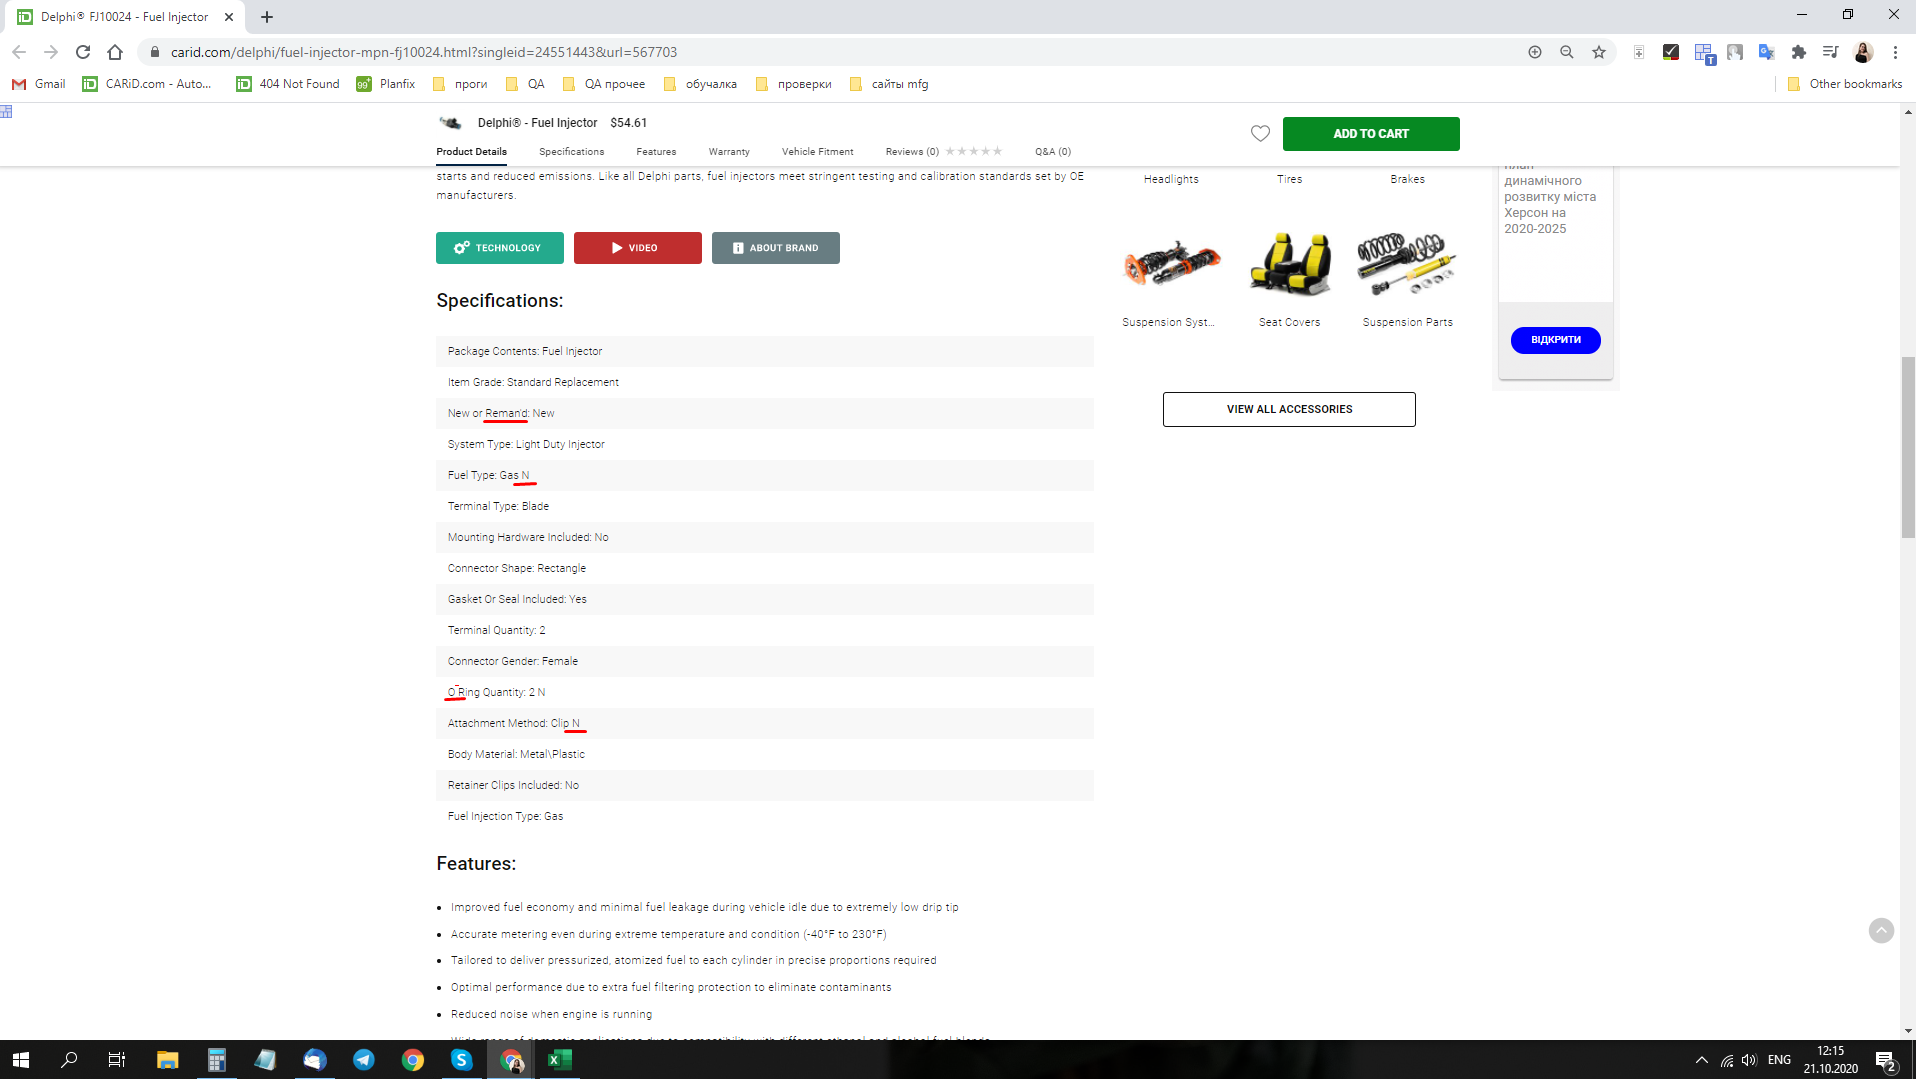 Delphi® FJ10024 - Fuel Injector
carid.com/delphi/fuel-injector-mpn-fj10024.html?singleid=24551443&url=567703
Gmail
CARiD.com - Auto...
404 Not Found
Planfix
проги
QA
QA прочее
обучалка
проверки
сайты mfg
Other bookmarks
Delphi® - Fuel Injector $54.61
ADD TO CART
Product Details
Specifications
Features
Warranty
Vehicle Fitment
Reviews (0)
Q&A (0)
starts and reduced emissions. Like all Delphi parts, fuel injectors meet stringent testing and calibration standards set by OE
manufacturers.
TECHNOLOGY
VIDEO
ABOUT BRAND
Specifications:
Package Contents: Fuel Injector
Item Grade: Standard Replacement
New or Reman'd: New
System Type: Light Duty Injector
Fuel Type: Gas N
Terminal Type: Blade
Mounting Hardware Included: No
Connector Shape: Rectangle
Gasket Or Seal Included: Yes
Terminal Quantity: 2
Connector Gender: Female
O Ring Quantity: 2 N
Attachment Method: Clip N
Body Material: Metal\Plastic
Retainer Clips Included: No
Fuel Injection Type: Gas
Features:
Improved fuel economy and minimal fuel leakage during vehicle idle due to extremely low drip tip
Accurate metering even during extreme temperature and condition (-40°F to 230°F)
Tailored to deliver pressurized, atomized fuel to each cylinder in precise proportions required
Optimal performance due to extra fuel filtering protection to eliminate contaminants
Reduced noise when engine is running
Headlights
Tires
Brakes
Suspension Syst...
Seat Covers
Suspension Parts
VIEW ALL ACCESSORIES
динамічного
розвитку міста
Херсон на
2020-2025
ВІДКРИТИ
ENG
12:15
21.10.2020
2